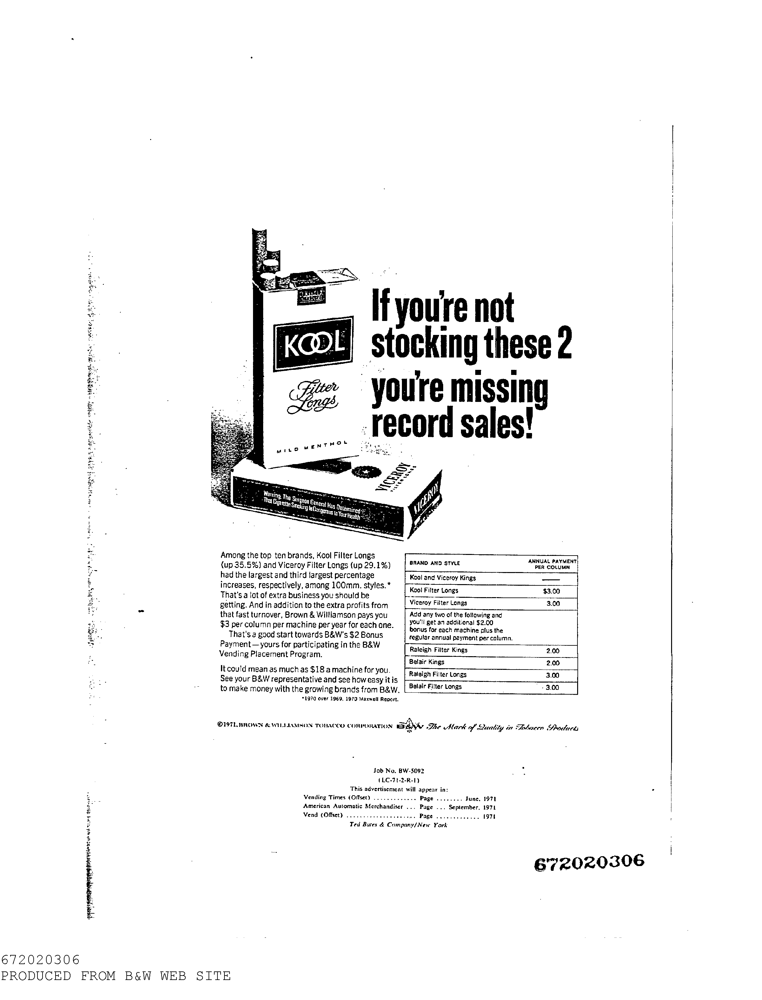 If you're not
stocking these 2
you're missing
record sales!
KOOL
Filter
Longs
MILD MENTHOL
VICEROY
VICEROY
Warning: The Surgeon General Has Determined
That Cigarette Smoking Is Dangerous to Your Health
Among the top ten brands, Kool Filter Longs
(up 35.5%) and Viceroy Filter Longs (up 29.1%)
had the largest and third largest percentage
increases, respectively, among 100mm. styles.*
That's a lot of extra business you should be
getting. And in addition to the extra profits from
that fast turnover, Brown & Williamson pays you
$3 per column per machine per year for each one.
That's a good start towards B&W's $2 Bonus
Payment—yours for participating in the B&W
Vending Placement Program.
It could mean as much as $18 a machine for you.
See your B&W representative and see how easy it is
to make money with the growing brands from B&W.
*1970 over 1969, 1970 Maxwell Report.
BRAND AND STYLE ANNUAL PAYMENT PER COLUMN
Kool and Viceroy Kings ——
Kool Filter Longs $3.00
Viceroy Filter Longs 3.00
Add any two of the following and
you'll get an additional $2.00
bonus for each machine plus the
regular annual payment per column.
Raleigh Filter Kings 2.00
Belair Kings 2.00
Raleigh Filter Longs 3.00
Belair Filter Longs 3.00
©1971, BROWN & WILLIAMSON TOBACCO CORPORATION B&W The Mark of Quality in Tobacco Products
Job No. BW-5092
(LC-71-2-R-1)
This advertisement will appear in:
Vending Times (Offset) ............. Page ........ June, 1971
American Automatic Merchandiser ... Page ... September, 1971
Vend (Offset) ..................... Page ............. 1971
Ted Bates & Company/New York
672020306
672020306
PRODUCED FROM B&W WEB SITE